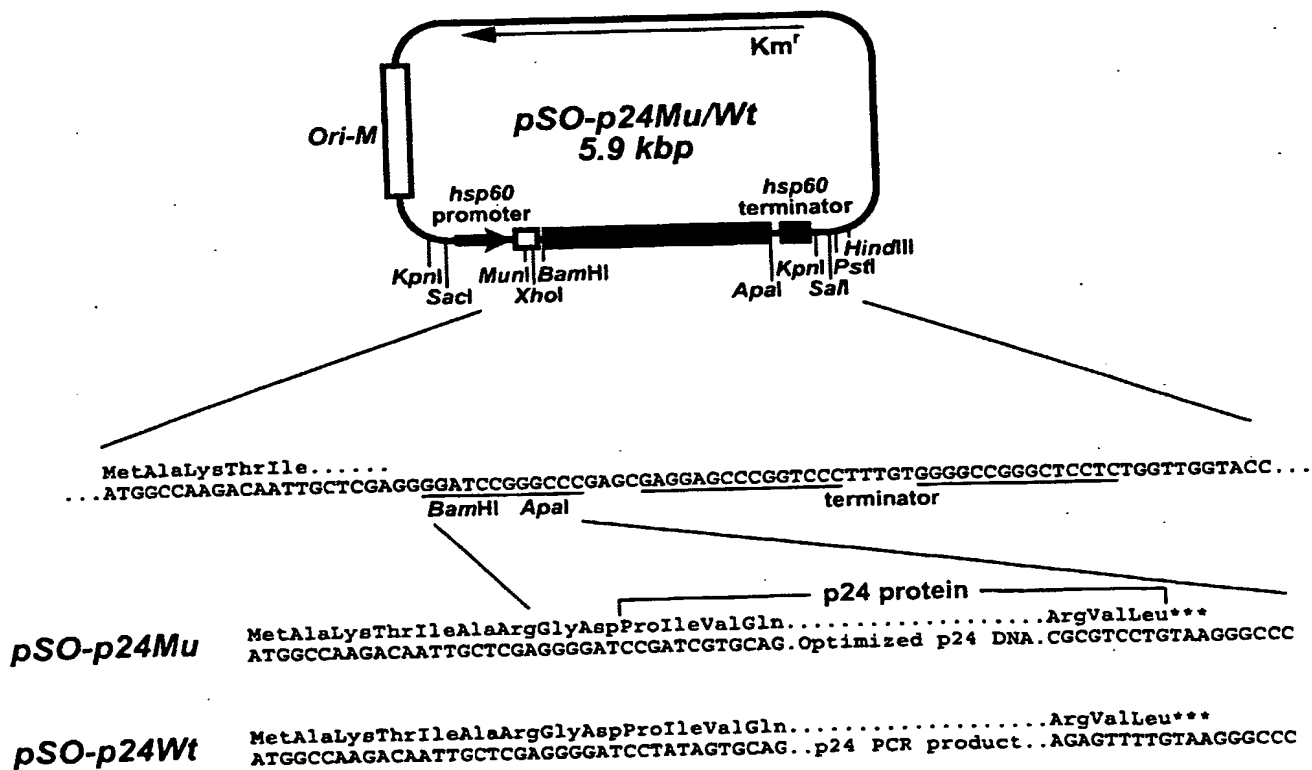 Kmʳ
pSO-p24Mu/Wt
5.9 kbp
Ori-M
hsp60
promoter
hsp60
terminator
KpnI
SacI
MunI
XhoI
BamHI
ApaI
KpnI
SalI
PstI
HindIII
MetAlaLysThrIle......
...ATGGCCAAGACAATTGCTCGAGGGGATCCGGGCCCGAGCGAGGAGCCCGGTCCCTTTGTGGGGCCGGGCTCCTCTGGTTGGTACC...
BamHI ApaI
terminator
p24 protein
pSO-p24Mu
MetAlaLysThrIleAlaArgGlyAspProIleValGln....................ArgValLeu***
ATGGCCAAGACAATTGCTCGAGGGGATCCGATCGTGCAG.Optimized p24 DNA.CGCGTCCTGTAAGGGCCC
pSO-p24Wt
MetAlaLysThrIleAlaArgGlyAspProIleValGln....................ArgValLeu***
ATGGCCAAGACAATTGCTCGAGGGGATCCTATAGTGCAG..p24 PCR product..AGAGTTTTGTAAGGGCCC